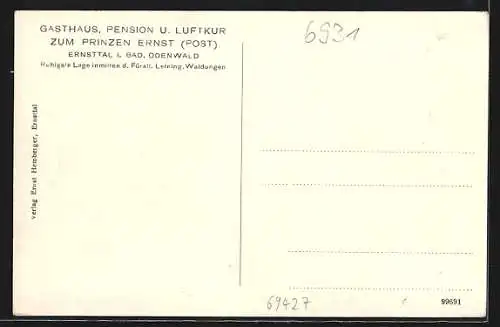 GASTHAUS, PENSION U. LUFTKUR
ZUM PRINZEN ERNST (POST)
ERNSTTAL I. BAD. ODENWALD
Ruhigste Lage inmitten d. Fürstl. Leining. Waldungen
Verlag Ernst Hemberger, Ernsttal
6931
69427
99691